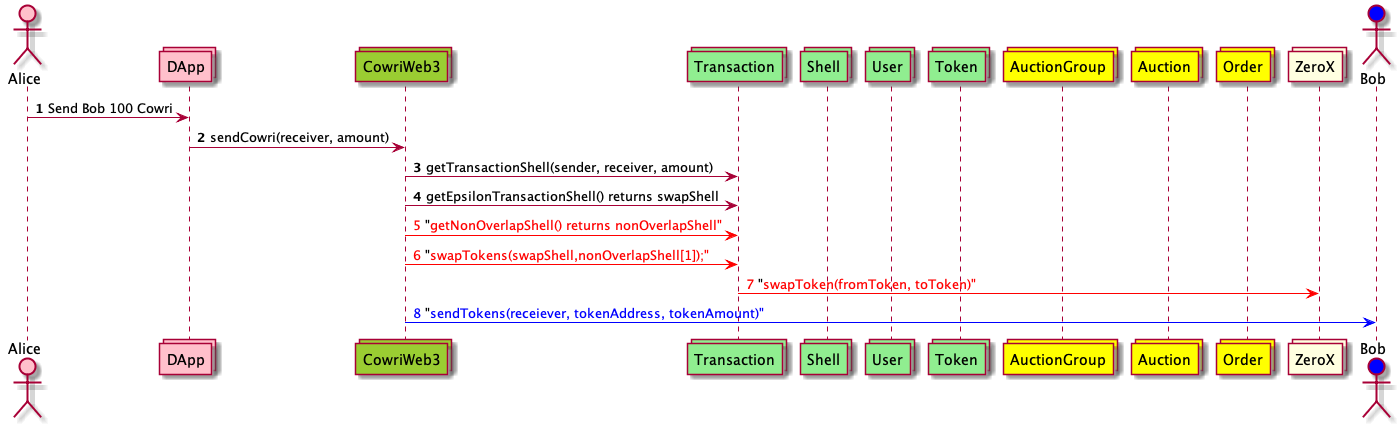 Alice
DApp
CowriWeb3
Transaction
Shell
User
Token
AuctionGroup
Auction
Order
ZeroX
Bob
1 Send Bob 100 Cowri
2 sendCowri(receiver, amount)
3 getTransactionShell(sender, receiver, amount)
4 getEpsilonTransactionShell() returns swapShell
5 "getNonOverlapShell() returns nonOverlapShell"
6 "swapTokens(swapShell,nonOverlapShell[1]);"
7 "swapToken(fromToken, toToken)"
8 "sendTokens(receiever, tokenAddress, tokenAmount)"
Alice
DApp
CowriWeb3
Transaction
Shell
User
Token
AuctionGroup
Auction
Order
ZeroX
Bob